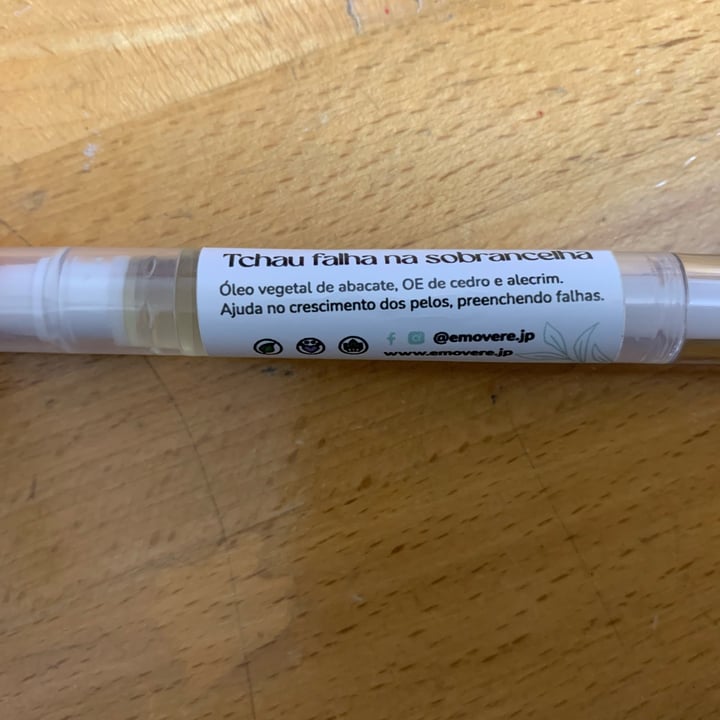 Tchau falha na sobrancelha
Óleo vegetal de abacate, OE de cedro e alecrim.
Ajuda no crescimento dos pelos, preenchendo falhas.
@emovere.jp
www.emovere.jp